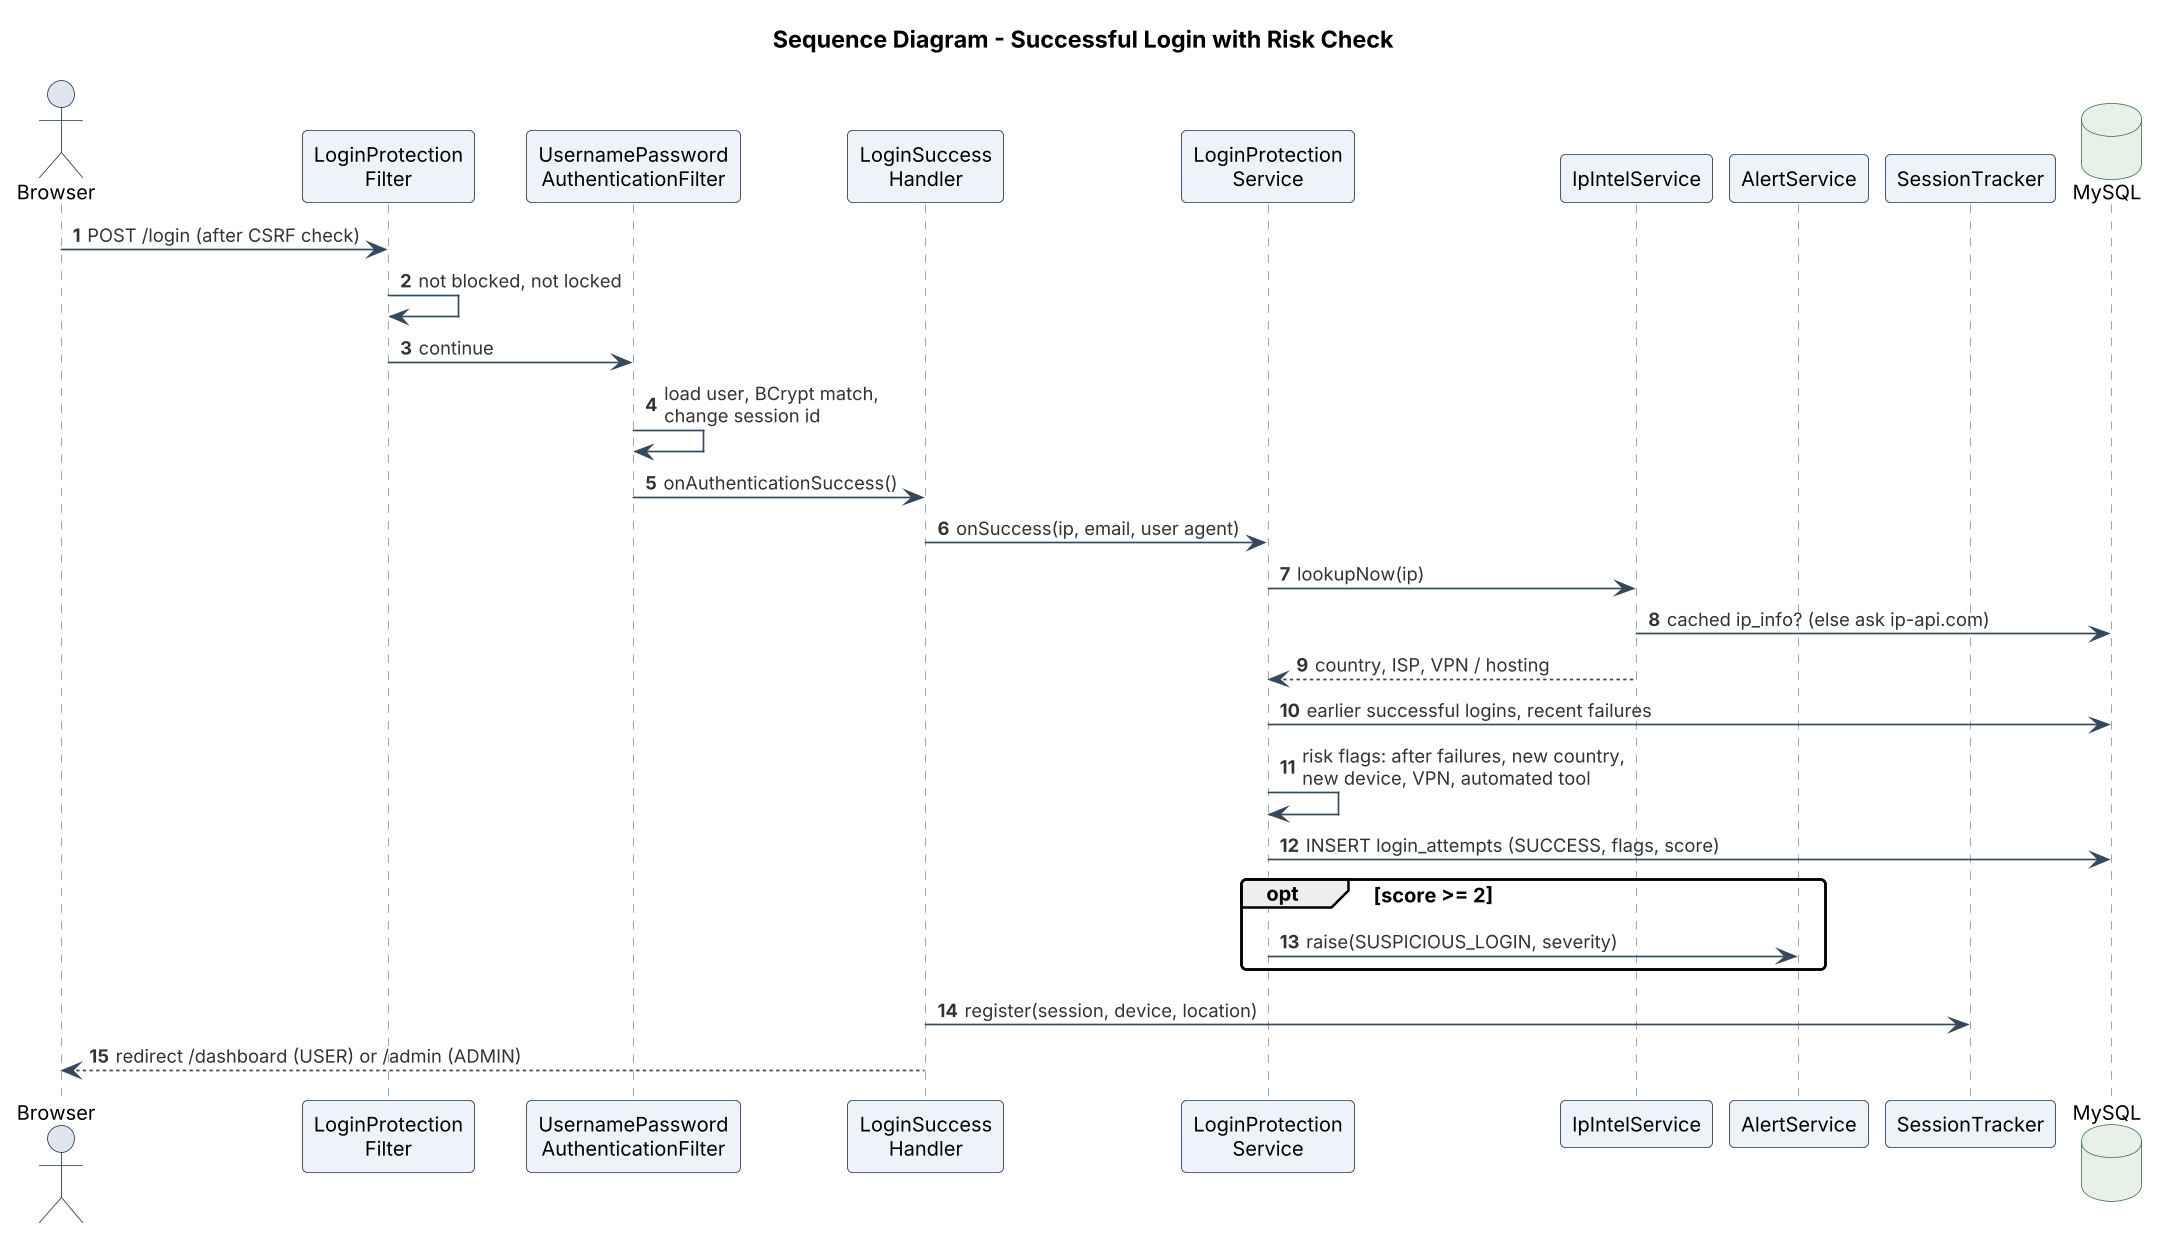 Sequence Diagram - Successful Login with Risk Check
Browser
LoginProtection
Filter
UsernamePassword
AuthenticationFilter
LoginSuccess
Handler
LoginProtection
Service
IpIntelService
AlertService
SessionTracker
MySQL
1 POST /login (after CSRF check)
2 not blocked, not locked
3 continue
4 load user, BCrypt match,
change session id
5 onAuthenticationSuccess()
6 onSuccess(ip, email, user agent)
7 lookupNow(ip)
8 cached ip_info? (else ask ip-api.com)
9 country, ISP, VPN / hosting
10 earlier successful logins, recent failures
11 risk flags: after failures, new country,
new device, VPN, automated tool
12 INSERT login_attempts (SUCCESS, flags, score)
opt [score >= 2]
13 raise(SUSPICIOUS_LOGIN, severity)
14 register(session, device, location)
15 redirect /dashboard (USER) or /admin (ADMIN)
Browser
LoginProtection
Filter
UsernamePassword
AuthenticationFilter
LoginSuccess
Handler
LoginProtection
Service
IpIntelService
AlertService
SessionTracker
MySQL